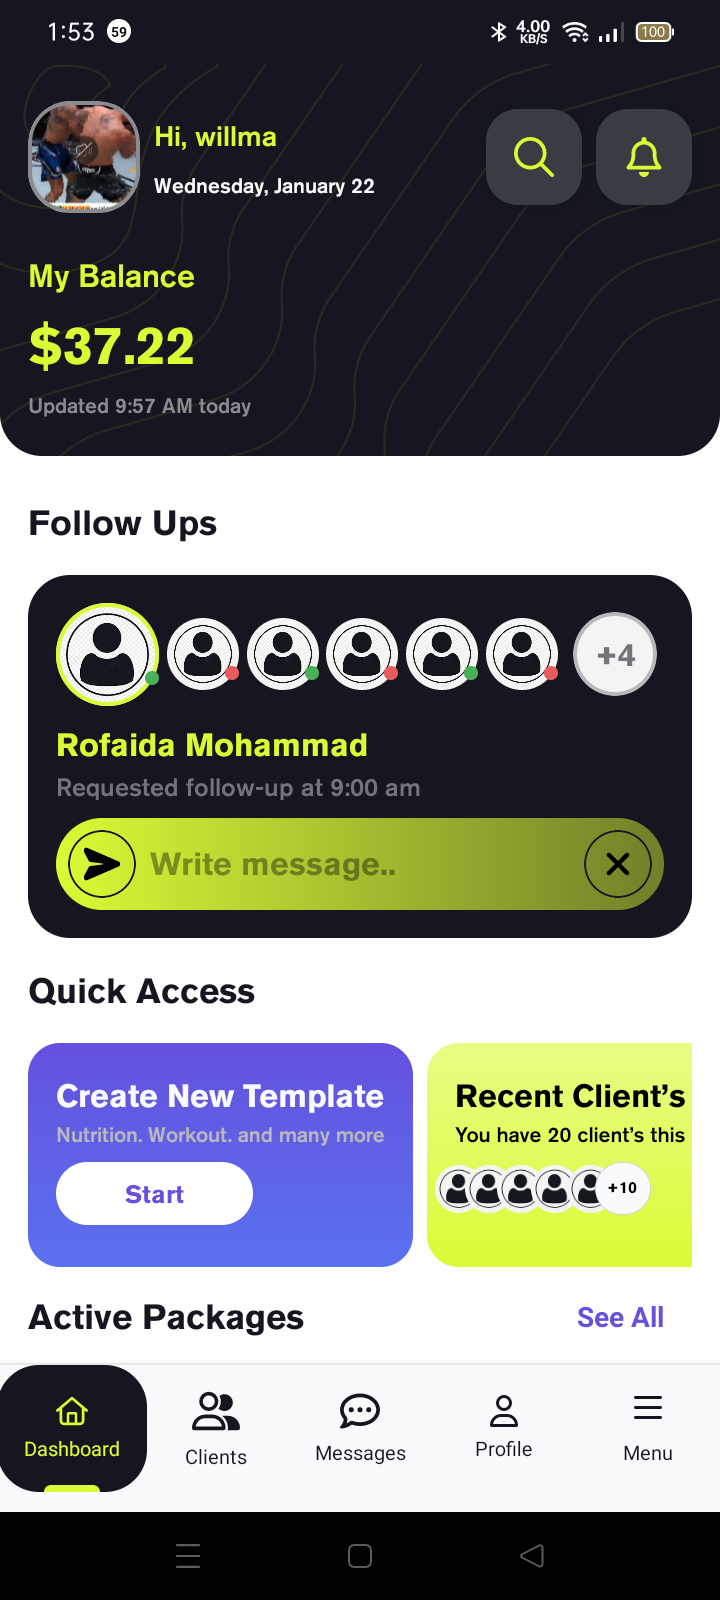 1:53 59 4.00 KB/S 100
Hi, willma
Wednesday, January 22
My Balance
$37.22
Updated 9:57 AM today
Follow Ups
+4
Rofaida Mohammad
Requested follow-up at 9:00 am
Write message..
Quick Access
Create New Template
Nutrition. Workout. and many more
Start
Recent Client’s
You have 20 client’s this
+10
Active Packages
See All
Dashboard
Clients
Messages
Profile
Menu